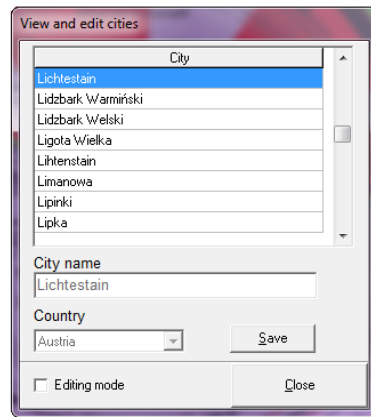 View and edit cities
City
Lichtestain
Lidzbark Warmiński
Lidzbark Welski
Ligota Wielka
Lihtenstain
Limanowa
Lipinki
Lipka
City name
Lichtestain
Country
Austria
Save
Editing mode
Close